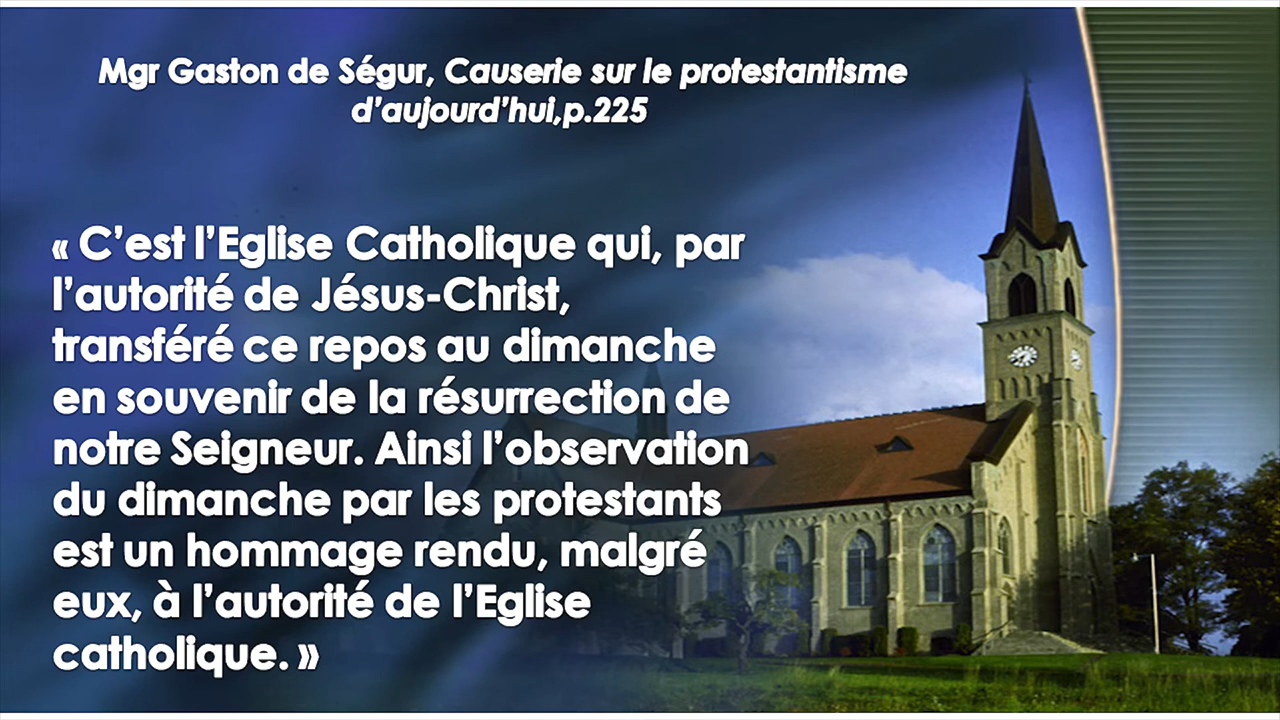 Mgr Gaston de Ségur, Causerie sur le protestantisme
d'aujourd'hui,p.225
« C'est l'Eglise Catholique qui, par
l'autorité de Jésus-Christ,
transféré ce repos au dimanche
en souvenir de la résurrection de
notre Seigneur. Ainsi l'observation
du dimanche par les protestants
est un hommage rendu, malgré
eux, à l'autorité de l'Eglise
catholique. »